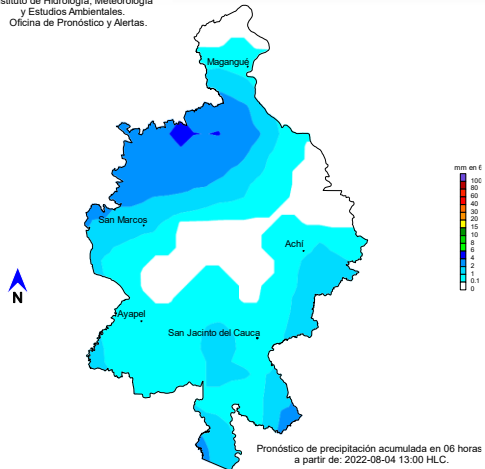 stituto de Hidrología, Meteorología
y Estudios Ambientales.
Oficina de Pronóstico y Alertas.
Magangué
San Marcos
Achí
Ayapel
San Jacinto del Cauca
N
mm en 6
100
80
60
40
30
20
15
10
8
6
4
2
1
0.1
0
Pronóstico de precipitación acumulada en 06 horas
a partir de: 2022-08-04 13:00 HLC.